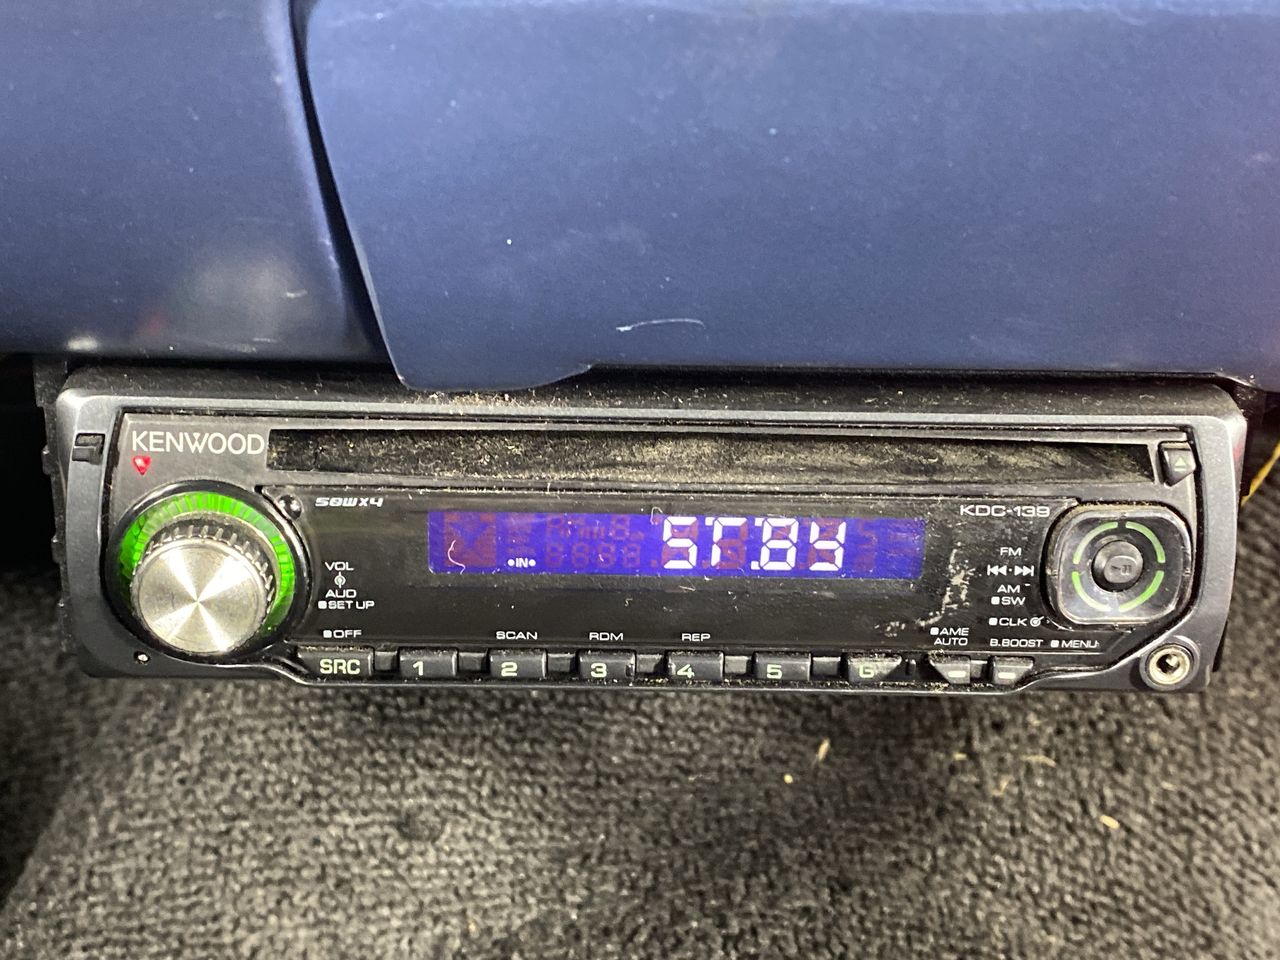 KENWOOD
50Wx4
KDC-139
ST.BY
•IN•
FM
VOL
AUD
SET UP
AM
SW
CLK
OFF
SCAN
RDM
REP
AME
AUTO
B.BOOST
MENU
SRC
1
2
3
4
5
6